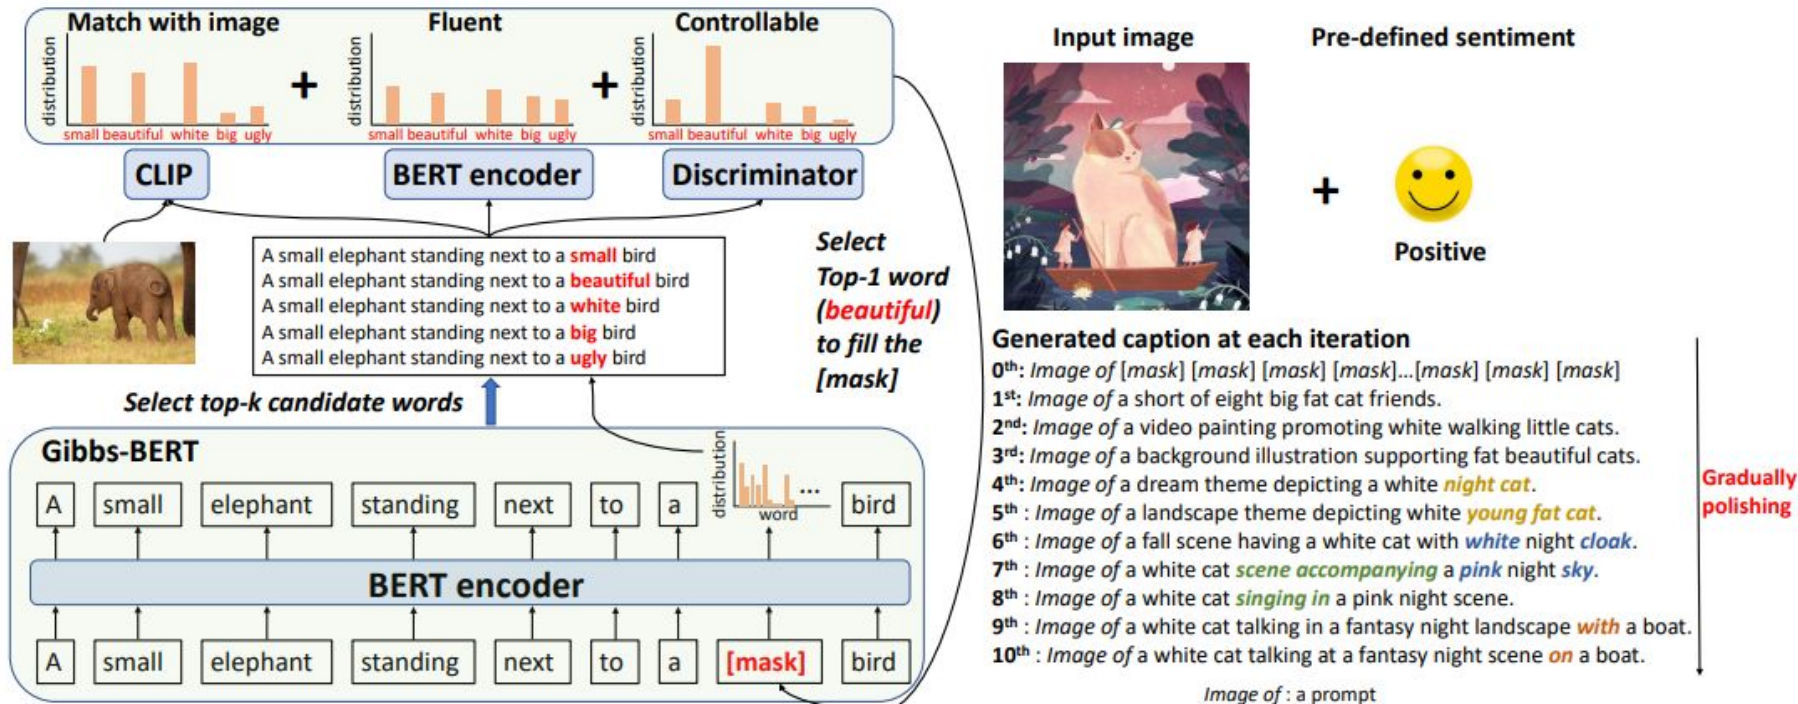 Match with image
Fluent
Controllable
distribution
small beautiful white big ugly
+
distribution
small beautiful white big ugly
+
distribution
small beautiful white big ugly
CLIP
BERT encoder
Discriminator
A small elephant standing next to a small bird
A small elephant standing next to a beautiful bird
A small elephant standing next to a white bird
A small elephant standing next to a big bird
A small elephant standing next to a ugly bird
Select
Top-1 word
(beautiful)
to fill the
[mask]
Select top-k candidate words
Gibbs-BERT
distribution
...
word
A small elephant standing next to a bird
BERT encoder
A small elephant standing next to a [mask] bird
Input image
Pre-defined sentiment
+
Positive
Generated caption at each iteration
0th: Image of [mask] [mask] [mask] [mask]...[mask] [mask] [mask]
1st: Image of a short of eight big fat cat friends.
2nd: Image of a video painting promoting white walking little cats.
3rd: Image of a background illustration supporting fat beautiful cats.
4th: Image of a dream theme depicting a white night cat.
5th : Image of a landscape theme depicting white young fat cat.
6th : Image of a fall scene having a white cat with white night cloak.
7th : Image of a white cat scene accompanying a pink night sky.
8th : Image of a white cat singing in a pink night scene.
9th : Image of a white cat talking in a fantasy night landscape with a boat.
10th : Image of a white cat talking at a fantasy night scene on a boat.
Gradually
polishing
Image of : a prompt